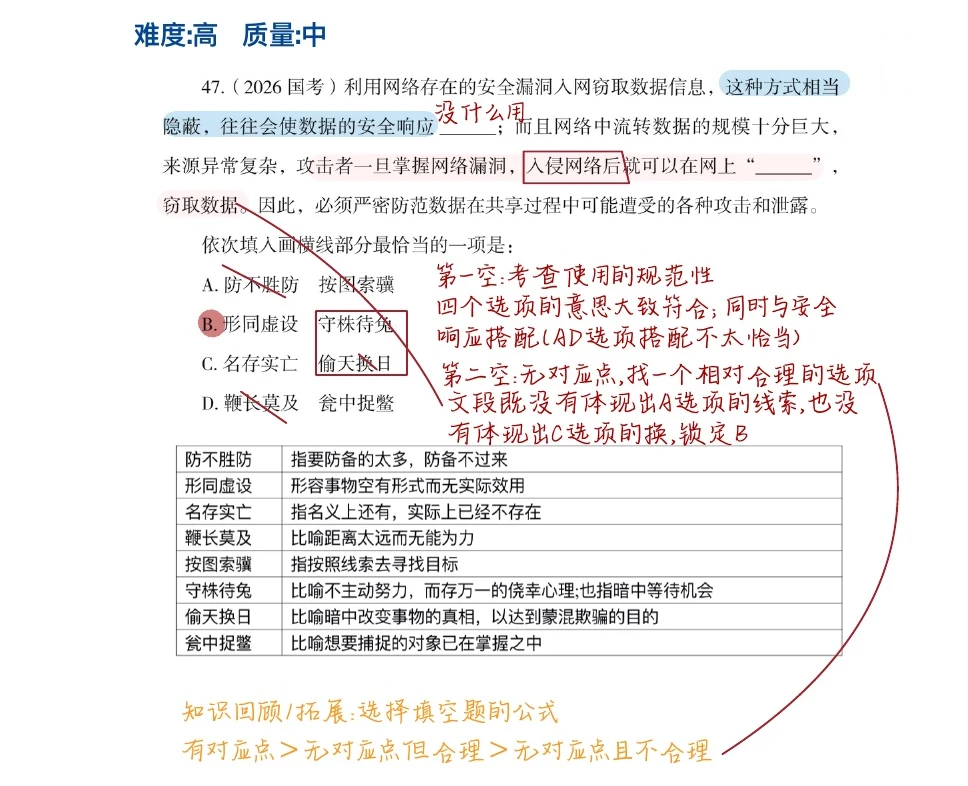 难度:高 质量:中
47.（2026 国考）利用网络存在的安全漏洞入网窃取数据信息，这种方式相当
没什么用
隐蔽，往往会使数据的安全响应______；而且网络中流转数据的规模十分巨大，
来源异常复杂，攻击者一旦掌握网络漏洞，入侵网络后就可以在网上“______”，
窃取数据。因此，必须严密防范数据在共享过程中可能遭受的各种攻击和泄露。
依次填入画横线部分最恰当的一项是：
A. 防不胜防 按图索骥
B. 形同虚设 守株待兔
C. 名存实亡 偷天换日
D. 鞭长莫及 瓮中捉鳖
第一空:考查使用的规范性
四个选项的意思大致符合;同时与安全
响应搭配(AD选项搭配不太恰当)
第二空:无对应点,找一个相对合理的选项
文段既没有体现出A选项的线索,也没
有体现出C选项的换,锁定B
防不胜防 指要防备的太多，防备不过来
形同虚设 形容事物空有形式而无实际效用
名存实亡 指名义上还有，实际上已经不存在
鞭长莫及 比喻距离太远而无能为力
按图索骥 指按照线索去寻找目标
守株待兔 比喻不主动努力，而存万一的侥幸心理;也指暗中等待机会
偷天换日 比喻暗中改变事物的真相，以达到蒙混欺骗的目的
瓮中捉鳖 比喻想要捕捉的对象已在掌握之中
知识回顾/拓展:选择填空题的公式
有对应点>无对应点但合理>无对应点且不合理